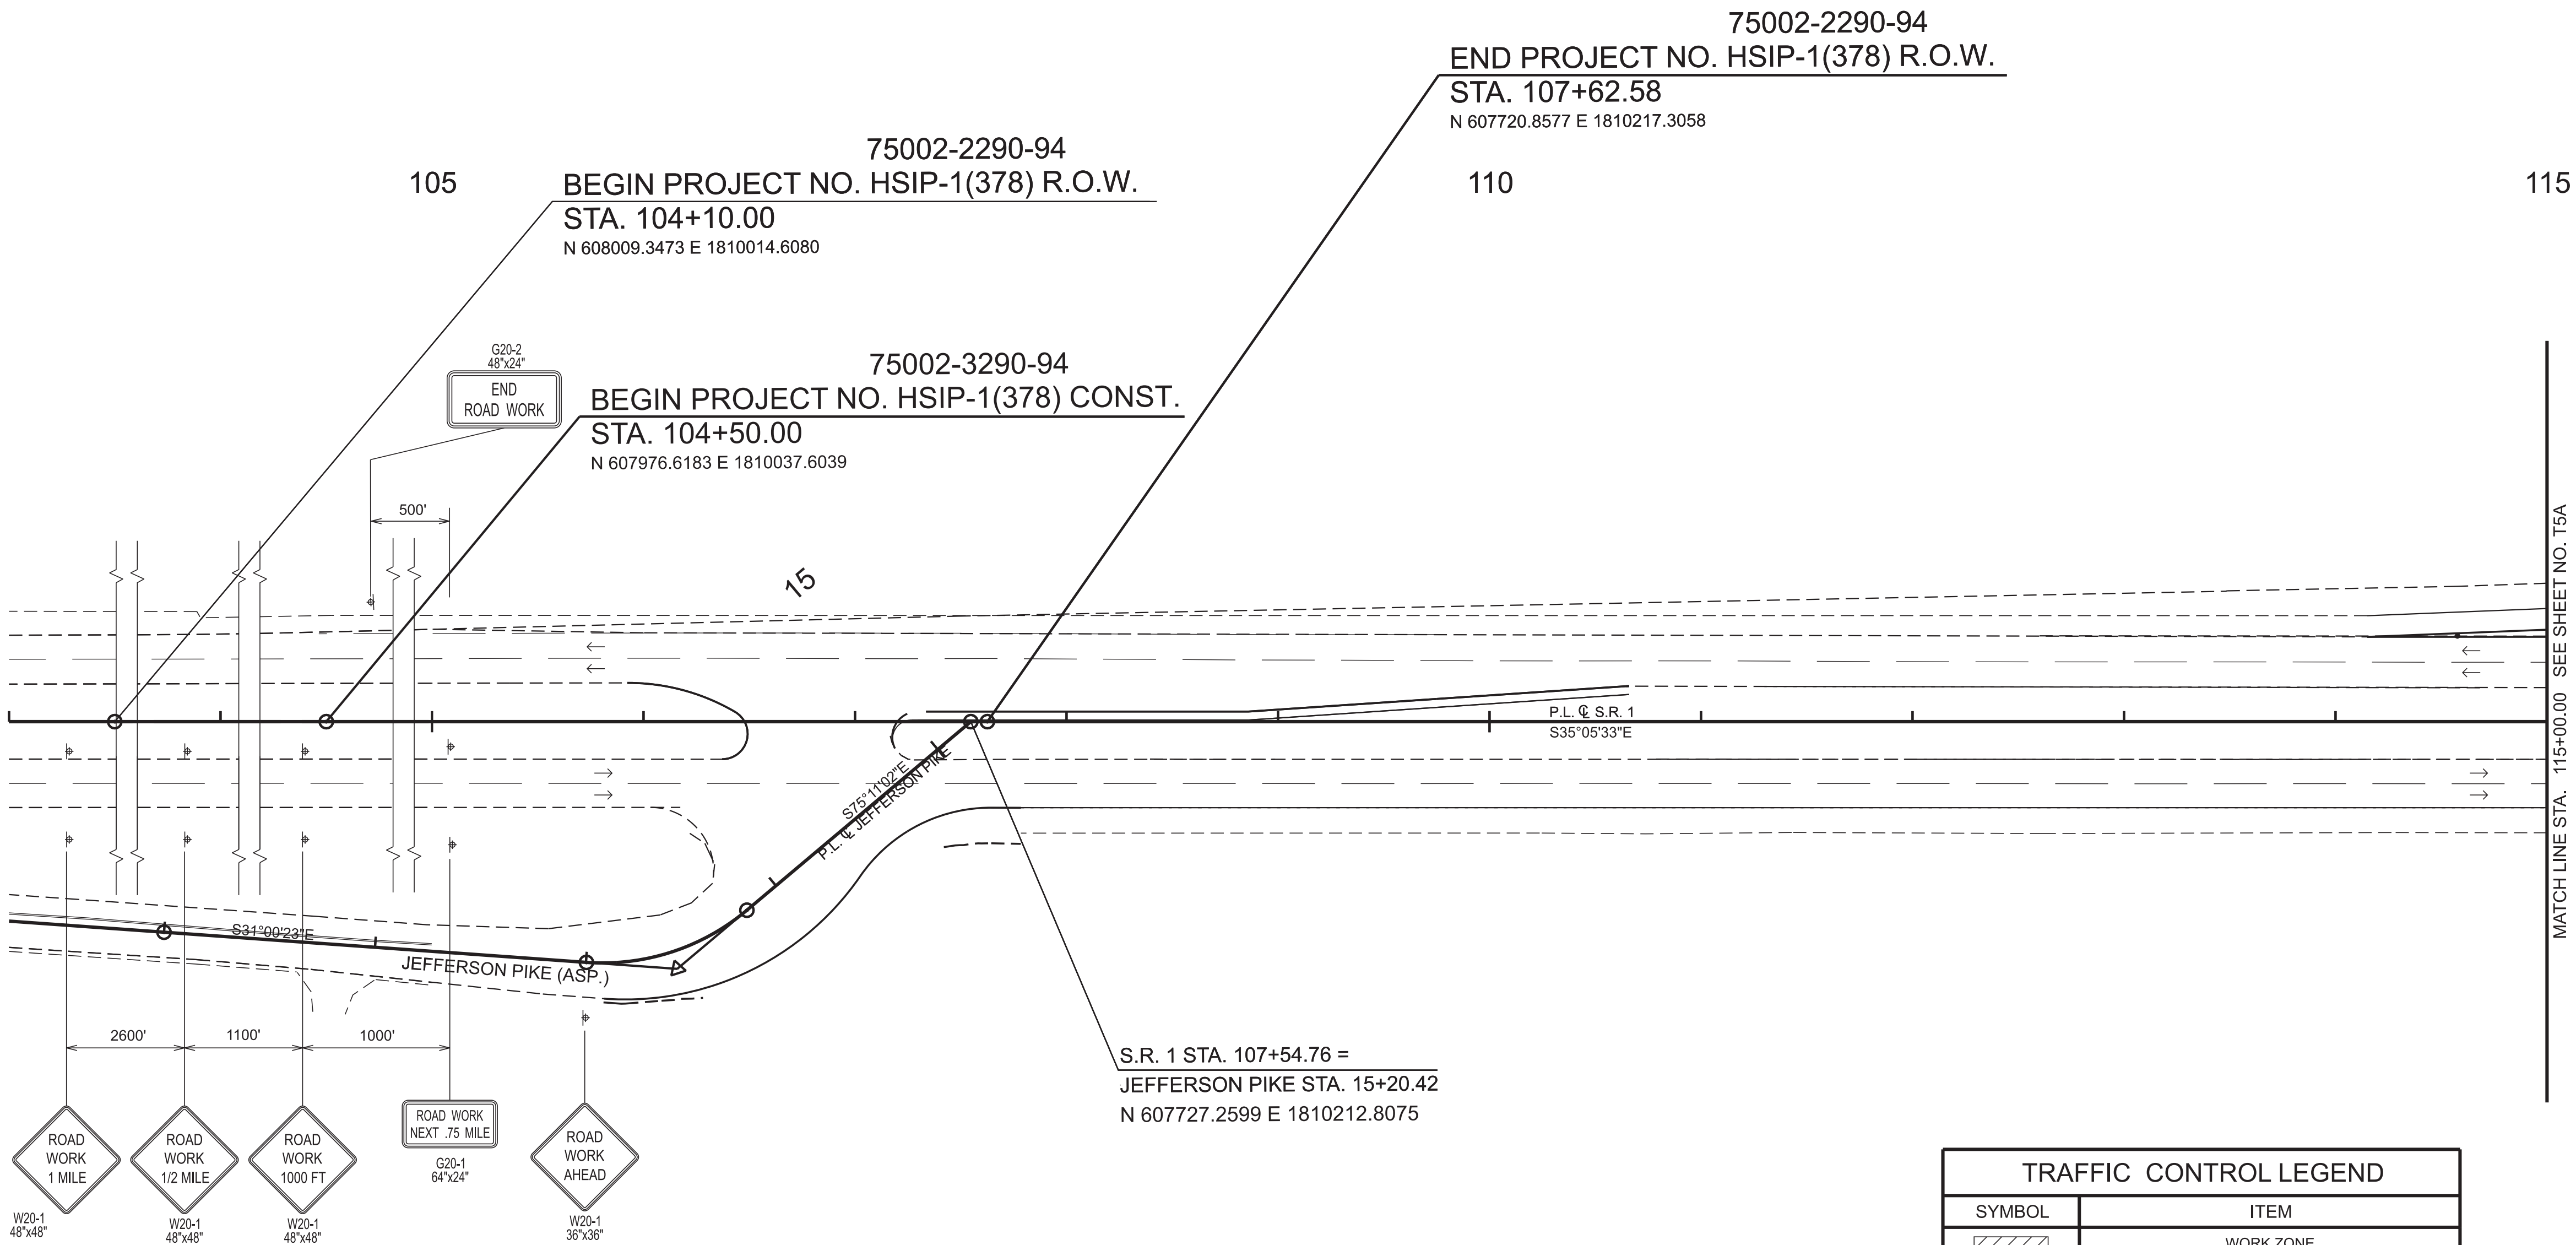 75002-2290-94
END PROJECT NO. HSIP-1(378) R.O.W.
STA. 107+62.58
N 607720.8577 E 1810217.3058
75002-2290-94
BEGIN PROJECT NO. HSIP-1(378) R.O.W.
STA. 104+10.00
N 608009.3473 E 1810014.6080
105
110
115
G20-2
48"x24"
END
ROAD WORK
75002-3290-94
BEGIN PROJECT NO. HSIP-1(378) CONST.
STA. 104+50.00
N 607976.6183 E 1810037.6039
500'
15
P.L. ℄ S.R. 1
S35°05'33"E
MATCH LINE STA. 115+00.00 SEE SHEET NO. T5A
S75°11'02"E
P.L. ℄ JEFFERSON PIKE
S31°00'23"E
JEFFERSON PIKE (ASP.)
2600'
1100'
1000'
S.R. 1 STA. 107+54.76 =
JEFFERSON PIKE STA. 15+20.42
N 607727.2599 E 1810212.8075
ROAD
WORK
1 MILE
W20-1
48"x48"
ROAD
WORK
1/2 MILE
W20-1
48"x48"
ROAD
WORK
1000 FT
W20-1
48"x48"
ROAD WORK
NEXT .75 MILE
G20-1
64"x24"
ROAD
WORK
AHEAD
W20-1
36"x36"
TRAFFIC CONTROL LEGEND
SYMBOL ITEM
WORK ZONE